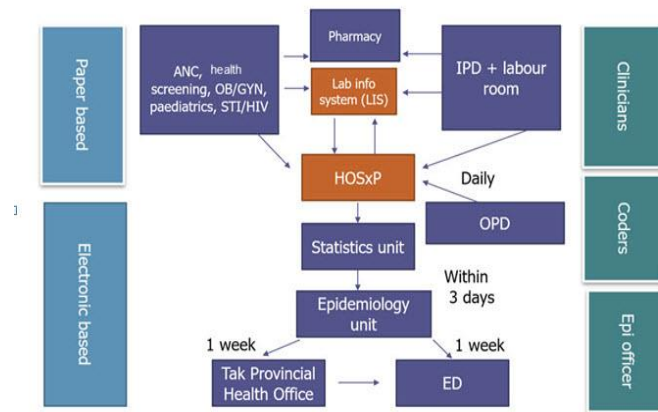 Paper based
Electronic based
ANC, health
screening, OB/GYN,
paediatrics, STI/HIV
Pharmacy
Lab info
system (LIS)
IPD + labour
room
HOSxP
Daily
OPD
Statistics unit
Within
3 days
Epidemiology
unit
1 week
1 week
Tak Provincial
Health Office
ED
Clinicians
Coders
Epi officer